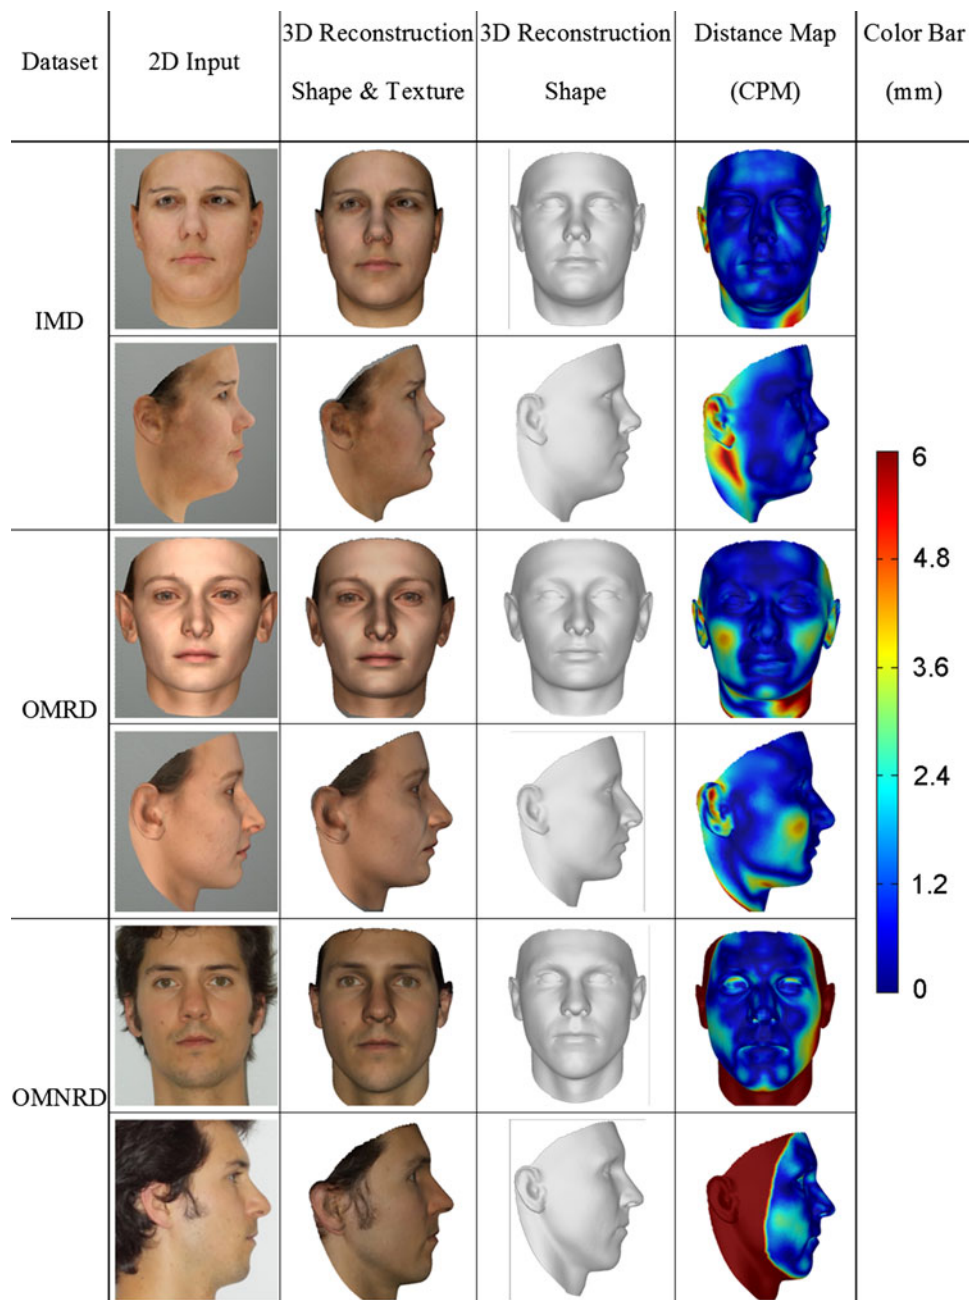 Dataset
2D Input
3D Reconstruction
Shape & Texture
3D Reconstruction
Shape
Distance Map
(CPM)
Color Bar
(mm)
IMD
OMRD
OMNRD
6
4.8
3.6
2.4
1.2
0